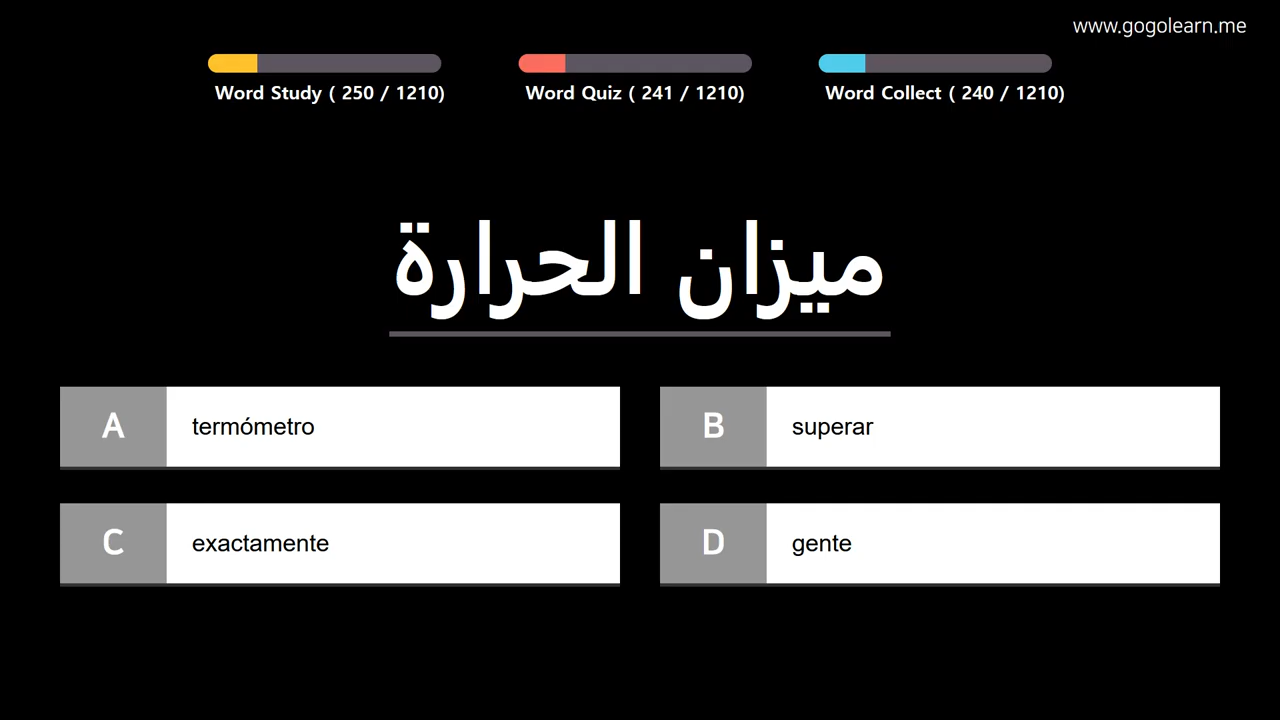 www.gogolearn.me
Word Study ( 250 / 1210)
Word Quiz ( 241 / 1210)
Word Collect ( 240 / 1210)
ميزان الحرارة
A termómetro
B superar
C exactamente
D gente